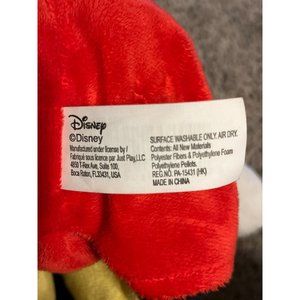 Disney
©Disney
Manufactured under license by /
Fabriqué sous licence par Just Play, LLC
4850 T-Rex Ave, Suite 100,
Boca Raton, FL33431, USA
SURFACE WASHABLE ONLY. AIR DRY.
Contents: All New Materials
Polyester Fibers & Polyethylene Foam
Polyethylene Pellets.
REG.NO. PA-15431 (HK)
MADE IN CHINA